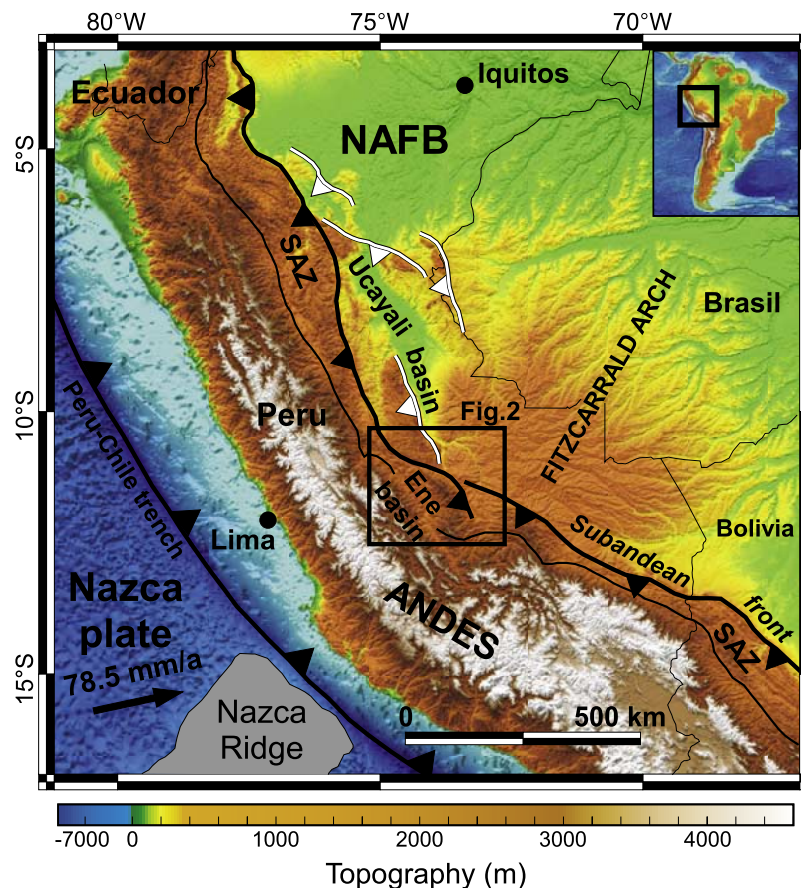 80°W
75°W
70°W
5°S
10°S
15°S
Ecuador
Iquitos
NAFB
SAZ
Ucayali
basin
Brasil
FITZCARRALD ARCH
Peru
Fig.2
Peru-Chile trench
Ene
basin
Lima
Subandean
front
Bolivia
Nazca
plate
78.5 mm/a
ANDES
SAZ
Nazca
Ridge
0 500 km
-7000 0 1000 2000 3000 4000
Topography (m)